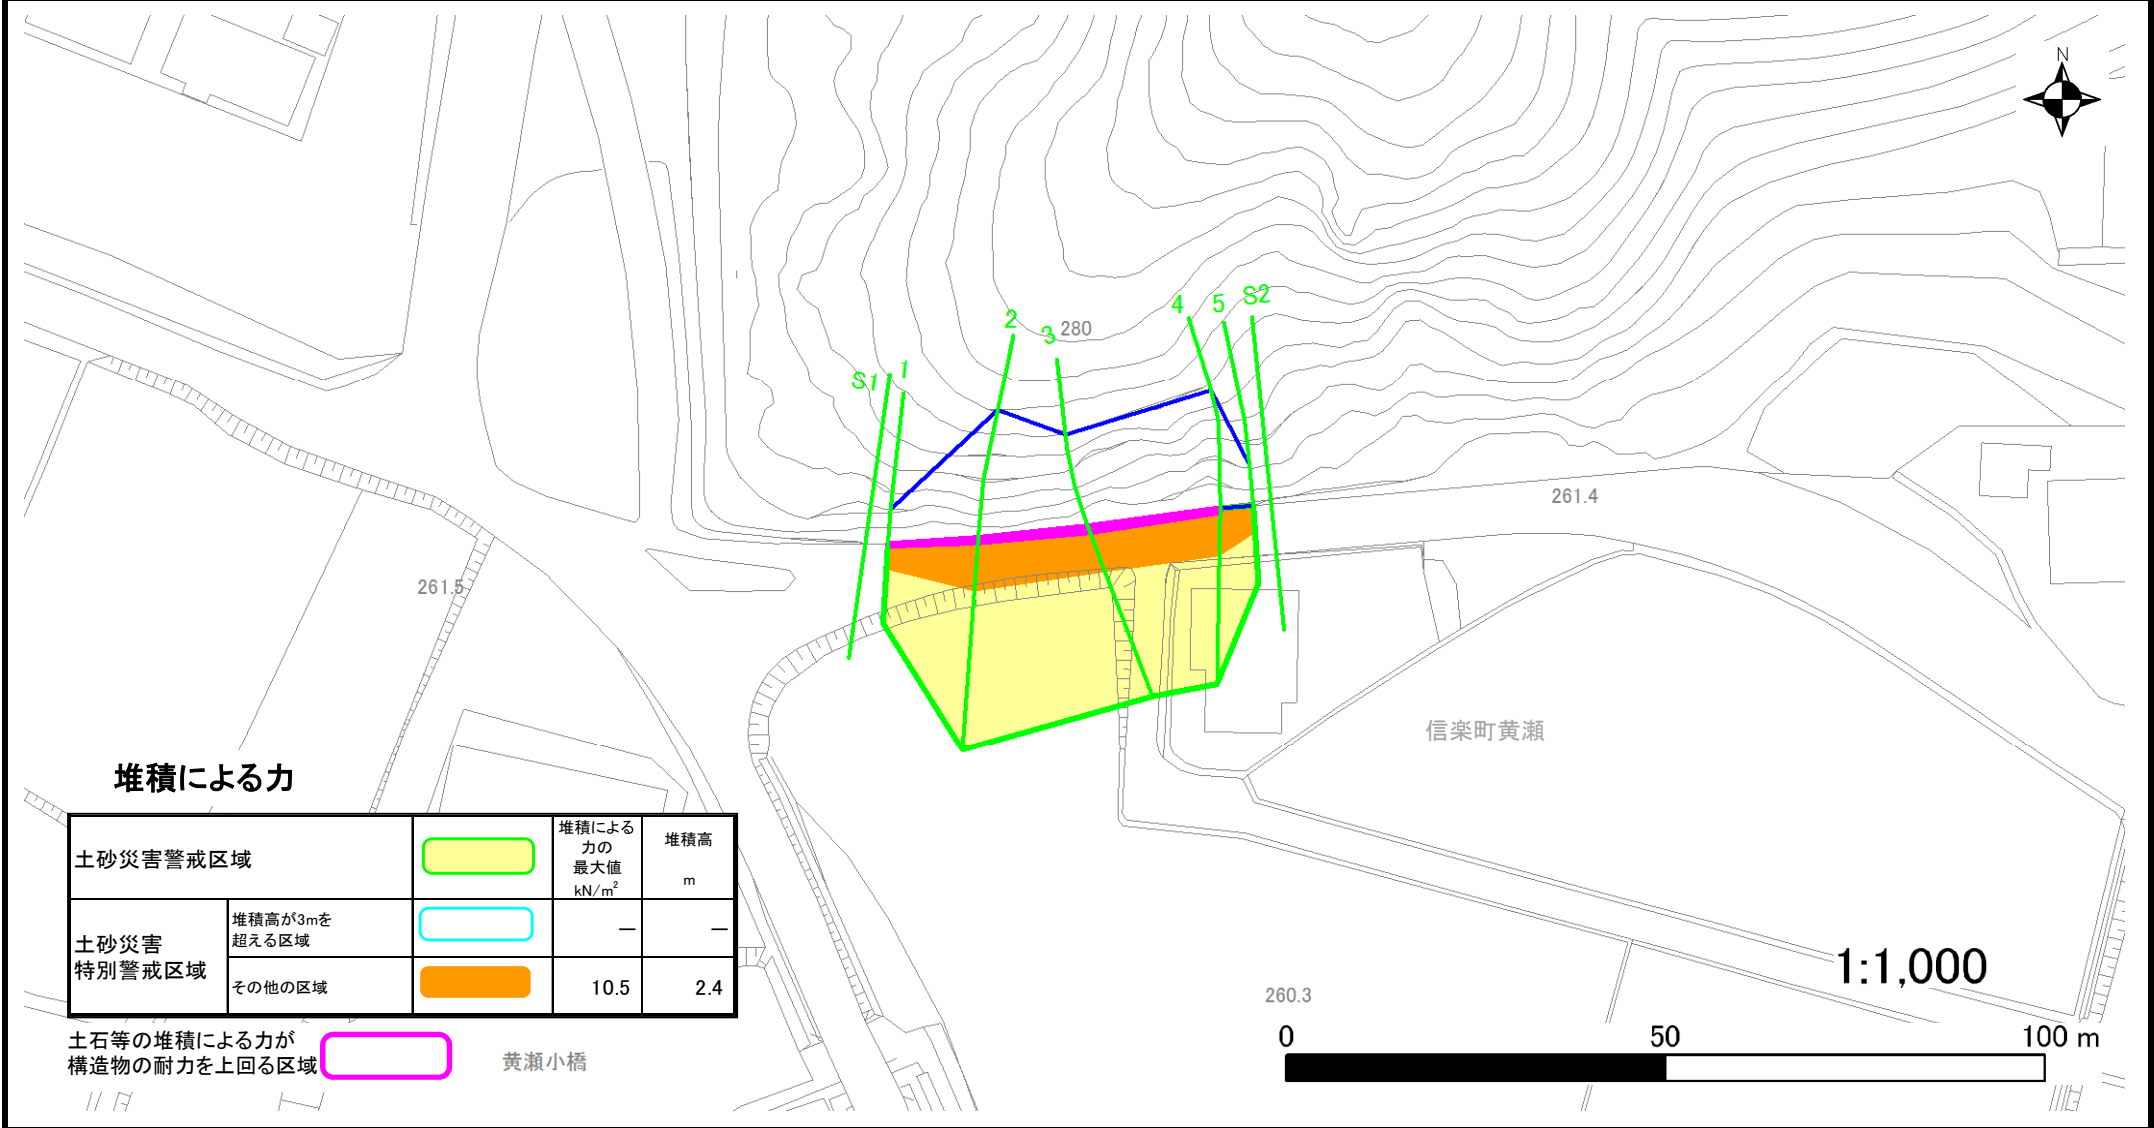 N
4 5 S2
2
3 280
S1 1
261.4
261.5
信楽町黄瀬
堆積による力
土砂災害警戒区域
堆積による
力の
最大値
kN/m²
堆積高
m
土砂災害
特別警戒区域
堆積高が3mを
超える区域
－ －
その他の区域
10.5 2.4
土石等の堆積による力が
構造物の耐力を上回る区域
黄瀬小橋
260.3
1:1,000
0 50 100 m